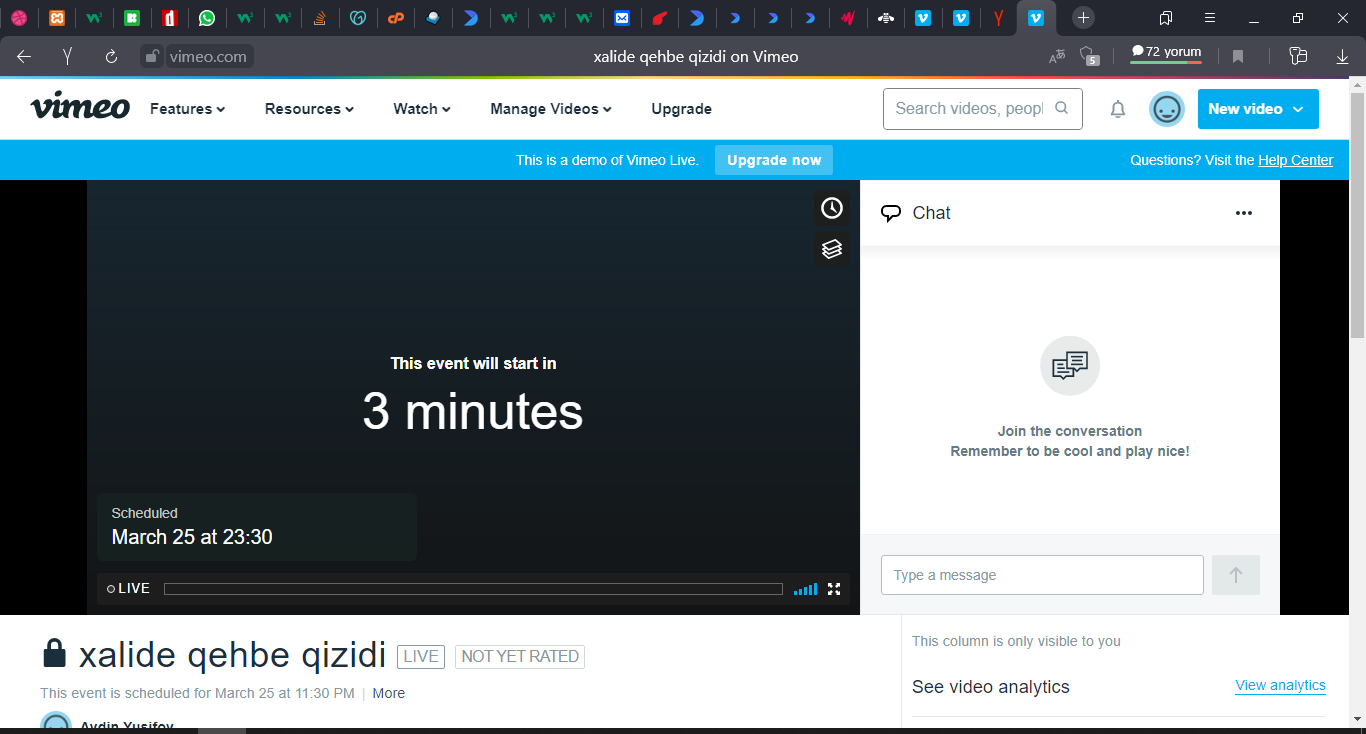 vimeo.com
xalide qehbe qizidi on Vimeo
5
72 yorum
vimeo
Features
Resources
Watch
Manage Videos
Upgrade
Search videos, peopl
New video
This is a demo of Vimeo Live.
Upgrade now
Questions? Visit the Help Center
Chat
This event will start in
3 minutes
Join the conversation
Remember to be cool and play nice!
Scheduled
March 25 at 23:30
LIVE
Type a message
xalide qehbe qizidi
LIVE
NOT YET RATED
This event is scheduled for March 25 at 11:30 PM | More
Aydin Yusifov
This column is only visible to you
See video analytics
View analytics